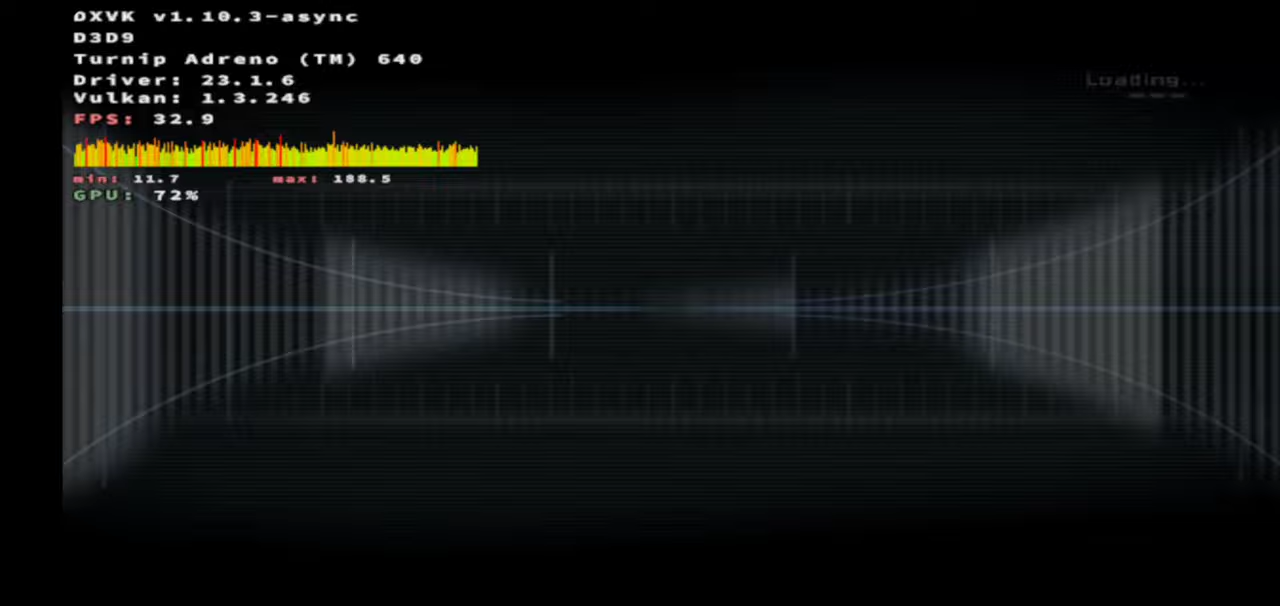 DXVK v1.10.3-async
D3D9
Turnip Adreno (TM) 640
Driver: 23.1.6
Vulkan: 1.3.246
FPS: 32.9
min: 11.7 max: 188.5
GPU: 72%
Loading...